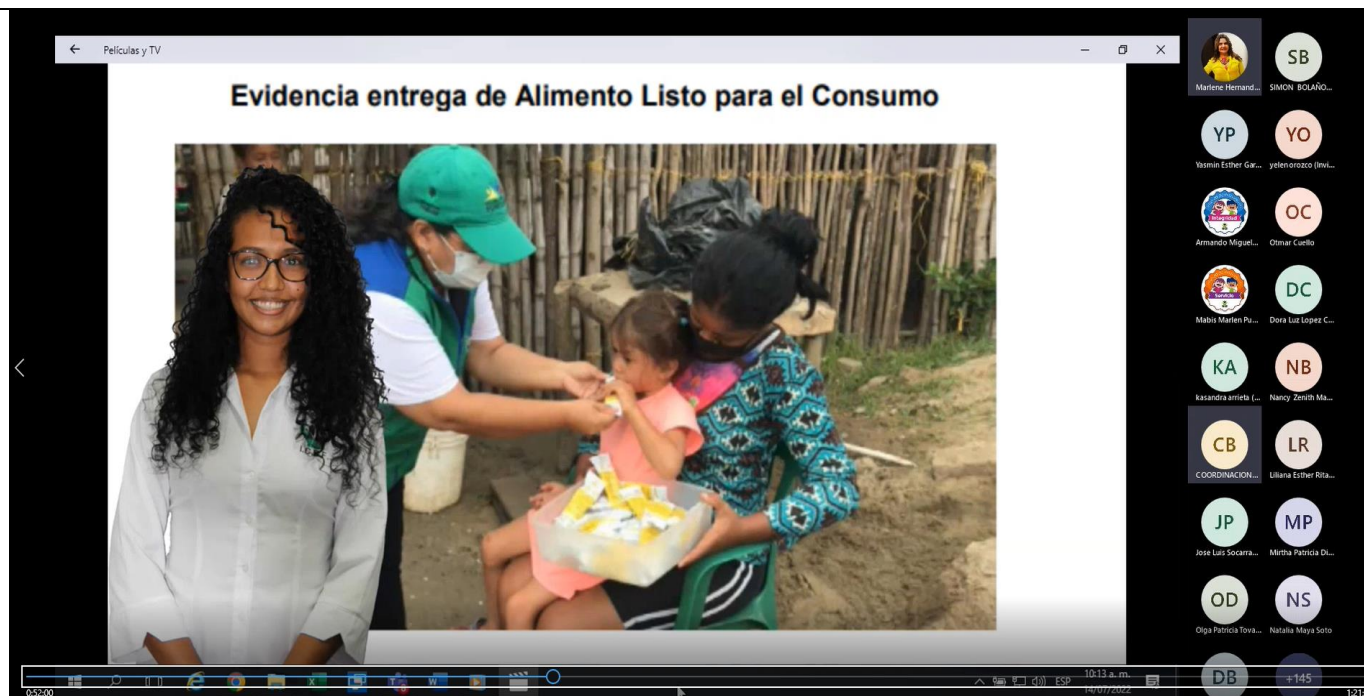 Películas y TV
Evidencia entrega de Alimento Listo para el Consumo
Marlene Hernand...
SB
SIMON BOLAÑO...
YP
Yasmin Esther Gar...
YO
yelen orozco (Invi...
Integridad
Armando Miguel...
OC
Otmar Cuello
Servicio
Mabis Marlen Pu...
DC
Dora Luz Lopez C...
KA
kasandra arrieta (...
NB
Nancy Zenith Ma...
CB
COORDINACION...
LR
Liliana Esther Rita...
JP
Jose Luis Socarra...
MP
Mirtha Patricia Di...
OD
Olga Patricia Tova...
NS
Natalia Maya Soto
DB
+145
ESP
10:13 a. m.
14/07/2022
0:52:00